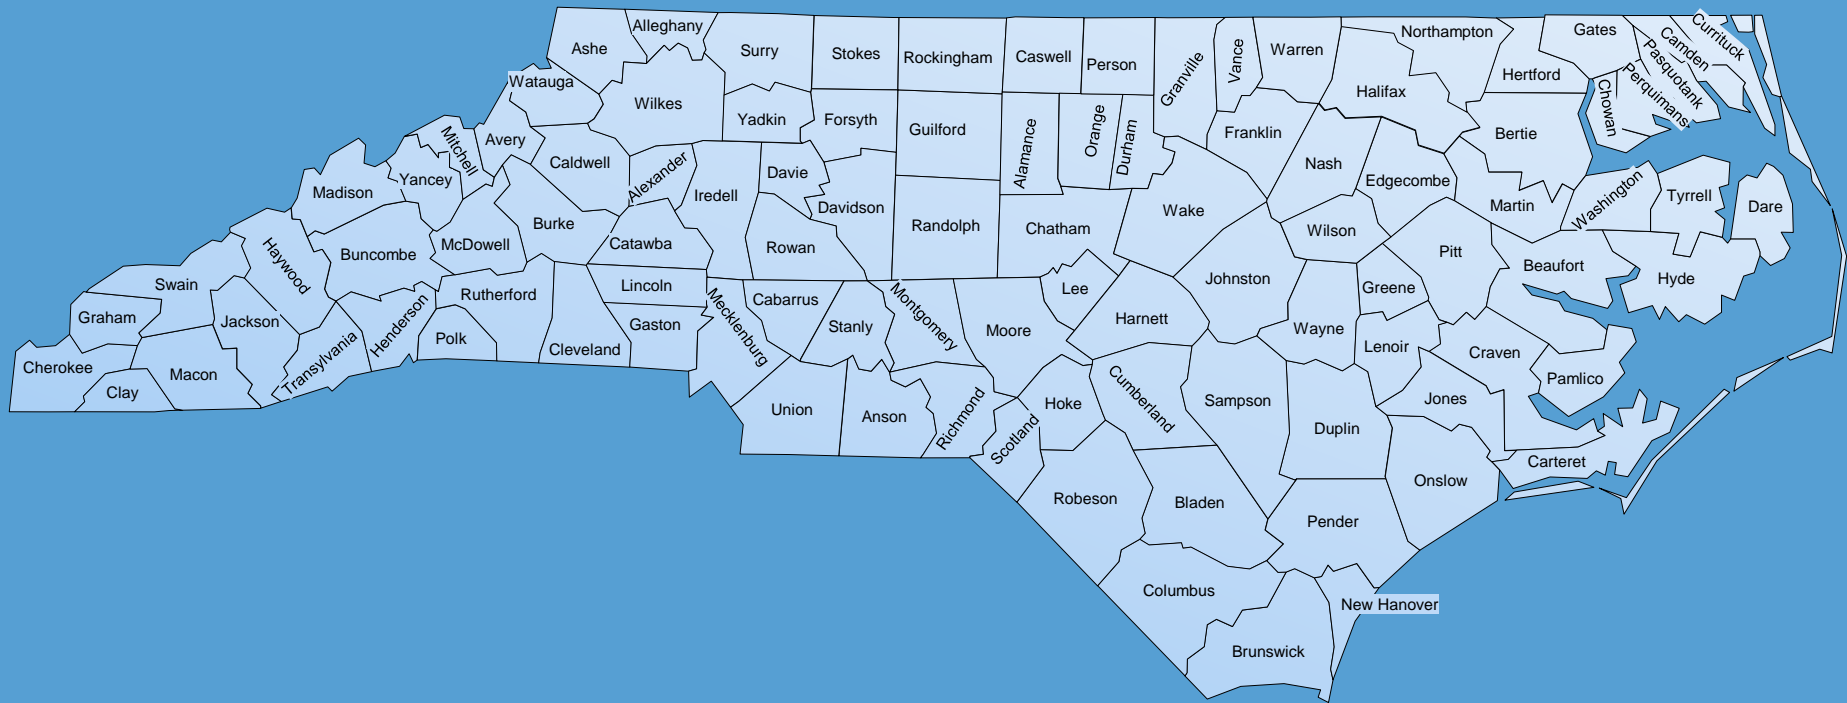 Alleghany
Ashe
Surry
Stokes
Rockingham
Caswell
Person
Granville
Vance
Warren
Northampton
Gates
Currituck
Camden
Pasquotank
Perquimans
Chowan
Hertford
Halifax
Watauga
Wilkes
Yadkin
Forsyth
Guilford
Alamance
Orange
Durham
Franklin
Bertie
Mitchell
Avery
Caldwell
Alexander
Iredell
Davie
Nash
Edgecombe
Madison
Yancey
Burke
Davidson
Randolph
Chatham
Wake
Wilson
Martin
Washington
Tyrrell
Dare
Haywood
Buncombe
McDowell
Catawba
Rowan
Johnston
Pitt
Beaufort
Hyde
Swain
Rutherford
Lincoln
Mecklenburg
Cabarrus
Montgomery
Lee
Greene
Graham
Jackson
Henderson
Polk
Gaston
Stanly
Moore
Harnett
Wayne
Lenoir
Craven
Cherokee
Clay
Macon
Transylvania
Cleveland
Pamlico
Union
Anson
Richmond
Scotland
Hoke
Cumberland
Sampson
Duplin
Jones
Carteret
Onslow
Robeson
Bladen
Pender
Columbus
New Hanover
Brunswick